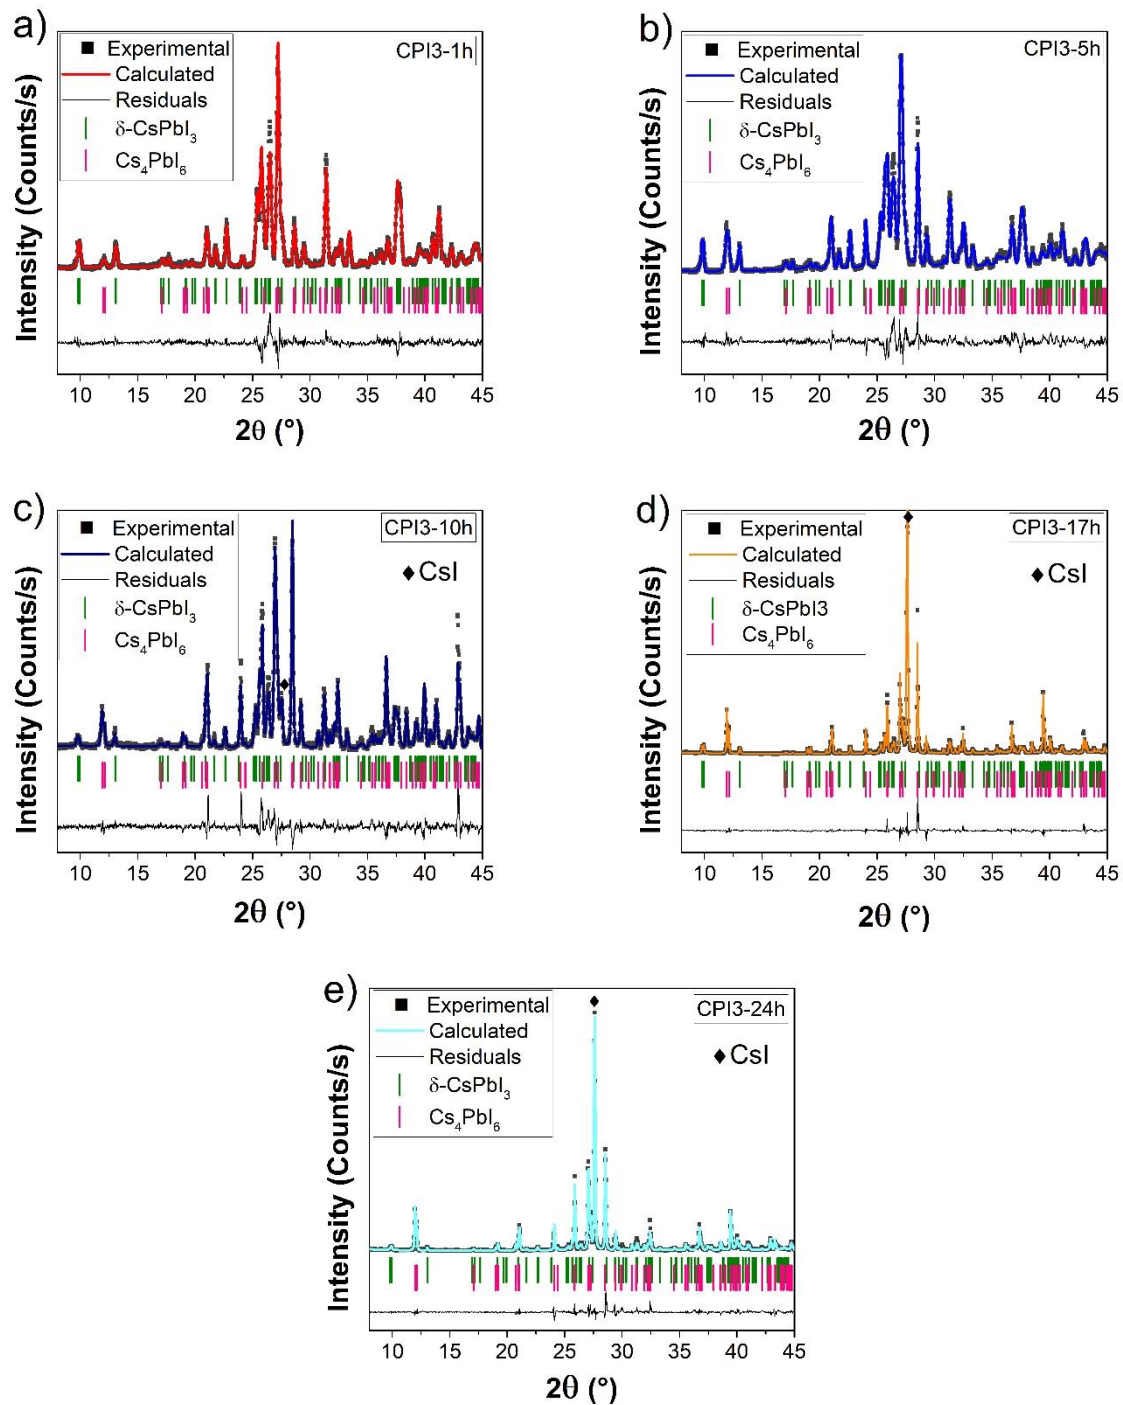 a)
Experimental
CPI3-1h
Calculated
Residuals
δ-CsPbI₃
Cs₄PbI₆
Intensity (Counts/s)
10 15 20 25 30 35 40 45
2θ (°)
b)
Experimental
CPI3-5h
Calculated
Residuals
δ-CsPbI₃
Cs₄PbI₆
Intensity (Counts/s)
10 15 20 25 30 35 40 45
2θ (°)
c)
Experimental
CPI3-10h
Calculated
Residuals
CsI
δ-CsPbI₃
Cs₄PbI₆
Intensity (Counts/s)
10 15 20 25 30 35 40 45
2θ (°)
d)
Experimental
CPI3-17h
Calculated
Residuals
CsI
δ-CsPbI3
Cs₄PbI₆
Intensity (Counts/s)
10 15 20 25 30 35 40 45
2θ (°)
e)
Experimental
CPI3-24h
Calculated
Residuals
CsI
δ-CsPbI₃
Cs₄PbI₆
Intensity (Counts/s)
10 15 20 25 30 35 40 45
2θ (°)